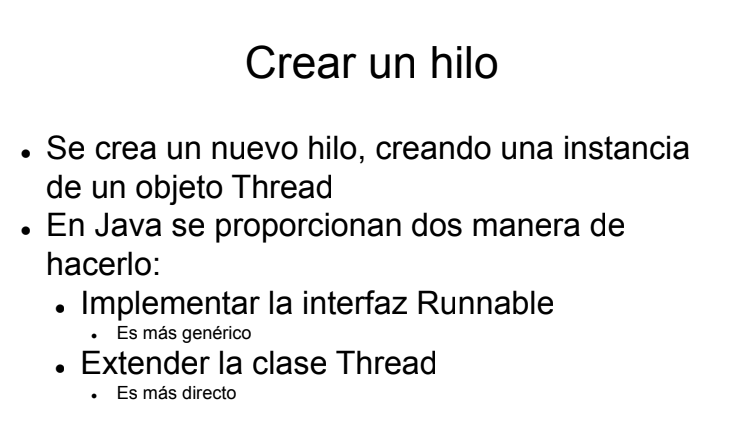 Crear un hilo
● Se crea un nuevo hilo, creando una instancia
de un objeto Thread
● En Java se proporcionan dos manera de
hacerlo:
● Implementar la interfaz Runnable
● Es más genérico
● Extender la clase Thread
● Es más directo